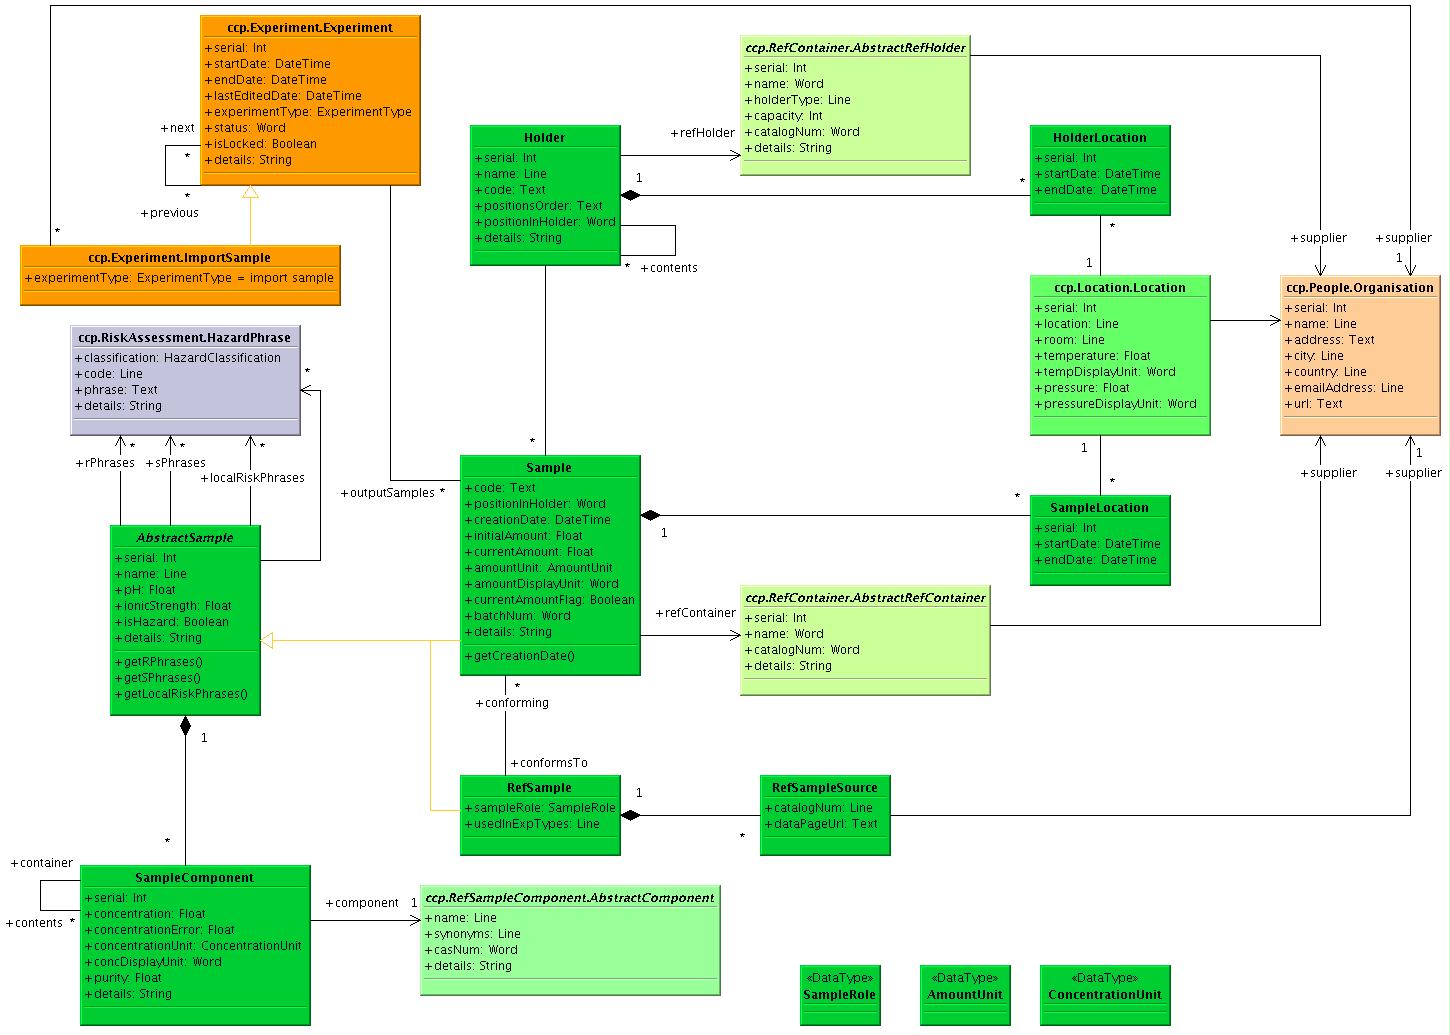 ccp.Experiment.Experiment
+serial: Int
+startDate: DateTime
+endDate: DateTime
+lastEditedDate: DateTime
+experimentType: ExperimentType
+status: Word
+isLocked: Boolean
+details: String
+next
*
*
+previous
*
ccp.Experiment.ImportSample
+experimentType: ExperimentType = import sample
ccp.RefContainer.AbstractRefHolder
+serial: Int
+name: Word
+holderType: Line
+capacity: Int
+catalogNum: Word
+details: String
Holder
+serial: Int
+name: Line
+code: Text
+positionsOrder: Text
+positionInHolder: Word
+details: String
+refHolder
1
*
* +contents
HolderLocation
+serial: Int
+startDate: DateTime
+endDate: DateTime
*
1
+supplier
+supplier
1
ccp.Location.Location
+serial: Int
+location: Line
+room: Line
+temperature: Float
+tempDisplayUnit: Word
+pressure: Float
+pressureDisplayUnit: Word
ccp.People.Organisation
+serial: Int
+name: Line
+address: Text
+city: Line
+country: Line
+emailAddress: Line
+url: Text
1
*
1
+supplier
+supplier
ccp.RiskAssessment.HazardPhrase
+classification: HazardClassification
+code: Line
+phrase: Text
+details: String
*
*
*
*
+rPhrases
+sPhrases
+localRiskPhrases
+outputSamples *
*
Sample
+code: Text
+positionInHolder: Word
+creationDate: DateTime
+initialAmount: Float
+currentAmount: Float
+amountUnit: AmountUnit
+amountDisplayUnit: Word
+currentAmountFlag: Boolean
+batchNum: Word
+details: String
+getCreationDate()
1
*
SampleLocation
+serial: Int
+startDate: DateTime
+endDate: DateTime
AbstractSample
+serial: Int
+name: Line
+pH: Float
+ionicStrength: Float
+isHazard: Boolean
+details: String
+getRPhrases()
+getSPhrases()
+getLocalRiskPhrases()
+refContainer
ccp.RefContainer.AbstractRefContainer
+serial: Int
+name: Word
+catalogNum: Word
+details: String
*
+conforming
+conformsTo
1
*
RefSample
+sampleRole: SampleRole
+usedInExpTypes: Line
1
*
RefSampleSource
+catalogNum: Line
+dataPageUrl: Text
+container
+contents *
SampleComponent
+serial: Int
+concentration: Float
+concentrationError: Float
+concentrationUnit: ConcentrationUnit
+concDisplayUnit: Word
+purity: Float
+details: String
+component 1
ccp.RefSampleComponent.AbstractComponent
+name: Line
+synonyms: Line
+casNum: Word
+details: String
«DataType»
SampleRole
«DataType»
AmountUnit
«DataType»
ConcentrationUnit